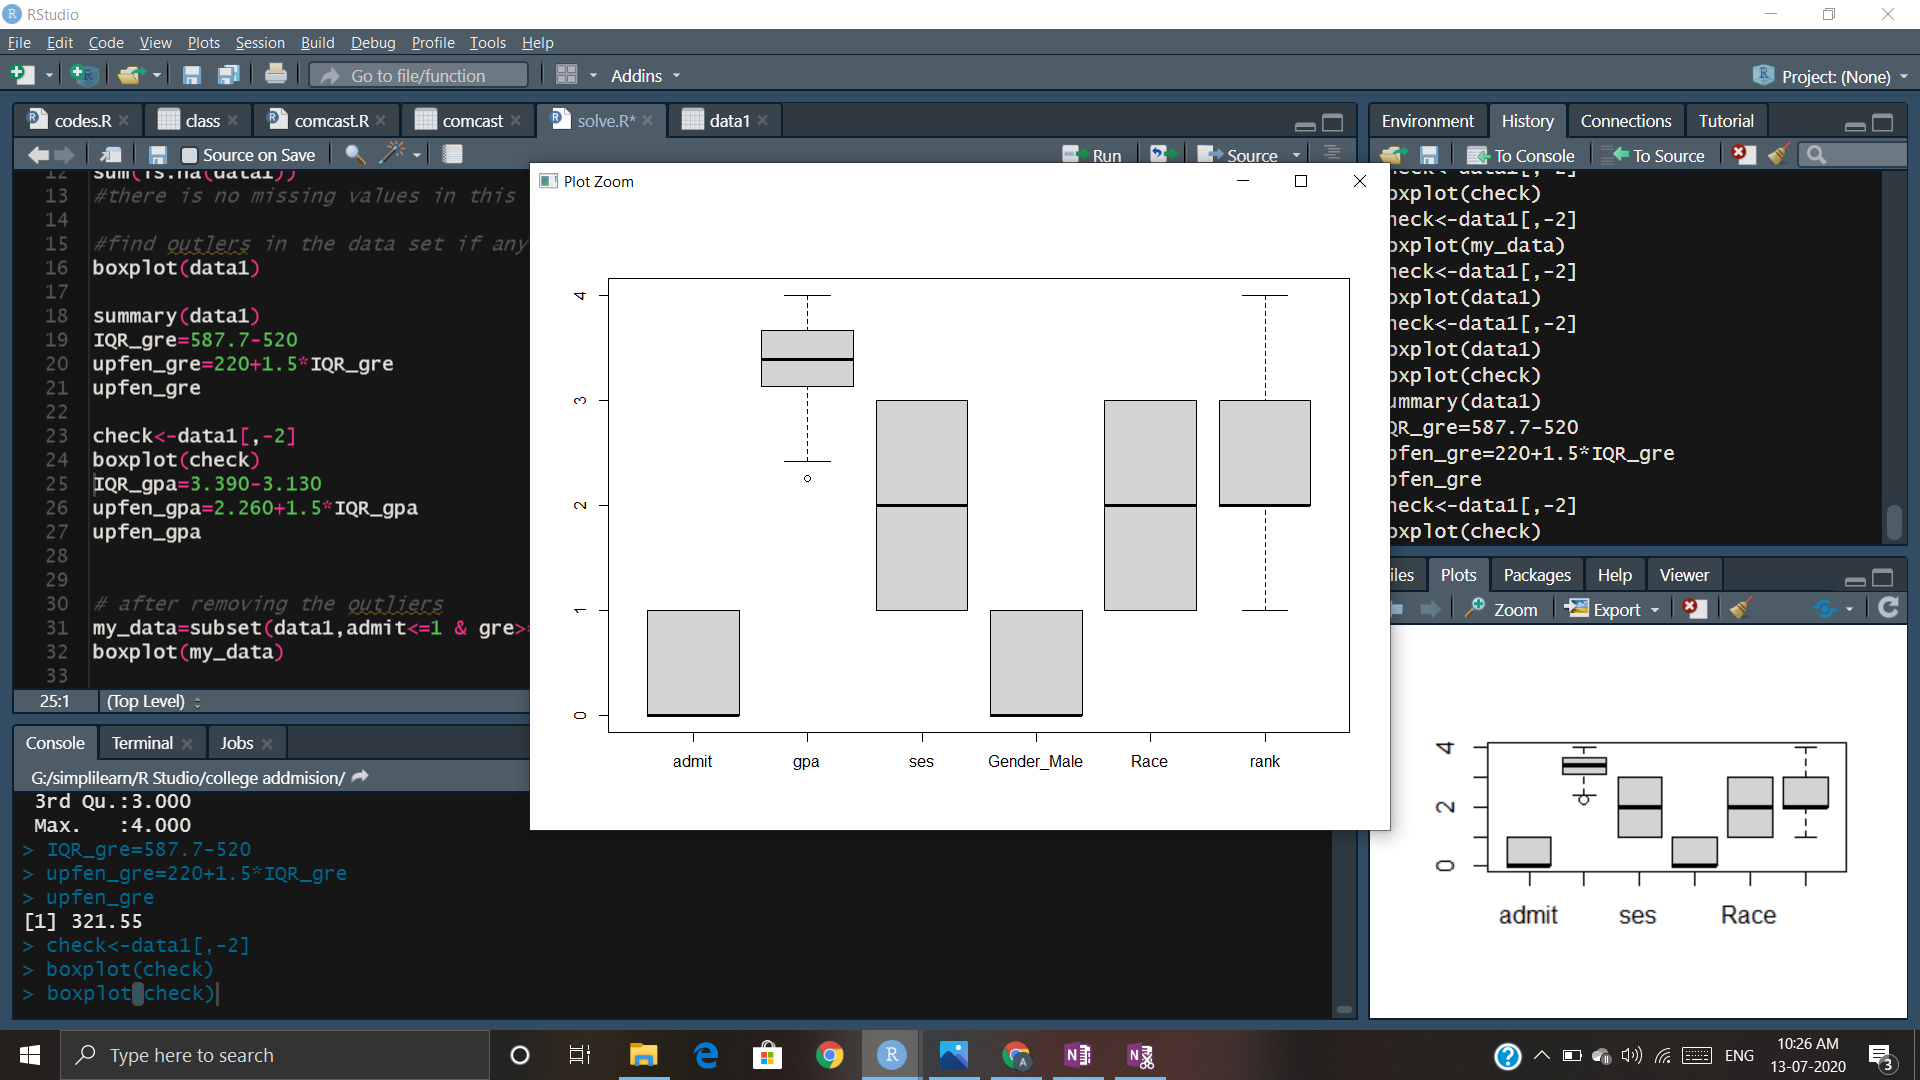 RStudio
File Edit Code View Plots Session Build Debug Profile Tools Help
Go to file/function
Addins
Project: (None)
codes.R
class
comcast.R
comcast
solve.R*
data1
Source on Save
Run
Source
12 sum(is.na(data1))
13 #there is no missing values in this
14
15 #find outlers in the data set if any
16 boxplot(data1)
17
18 summary(data1)
19 IQR_gre=587.7-520
20 upfen_gre=220+1.5*IQR_gre
21 upfen_gre
22
23 check<-data1[,-2]
24 boxplot(check)
25 IQR_gpa=3.390-3.130
26 upfen_gpa=2.260+1.5*IQR_gpa
27 upfen_gpa
28
29
30 # after removing the outliers
31 my_data=subset(data1,admit<=1 & gre>
32 boxplot(my_data)
33
25:1 (Top Level)
Console Terminal Jobs
G:/simplilearn/R Studio/college addmision/
3rd Qu.:3.000
Max. :4.000
> IQR_gre=587.7-520
> upfen_gre=220+1.5*IQR_gre
> upfen_gre
[1] 321.55
> check<-data1[,-2]
> boxplot(check)
> boxplot(check)
Plot Zoom
4
3
2
1
0
admit gpa ses Gender_Male Race rank
Environment History Connections Tutorial
To Console
To Source
heck<-data1[,-2]
oxplot(check)
heck<-data1[,-2]
oxplot(my_data)
heck<-data1[,-2]
oxplot(data1)
heck<-data1[,-2]
oxplot(data1)
oxplot(check)
ummary(data1)
QR_gre=587.7-520
pfen_gre=220+1.5*IQR_gre
pfen_gre
heck<-data1[,-2]
oxplot(check)
iles Plots Packages Help Viewer
Zoom
Export
4
2
0
admit ses Race
Type here to search
ENG
10:26 AM
13-07-2020
3